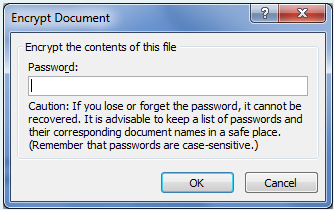 Encrypt Document
Encrypt the contents of this file
Password:
Caution: If you lose or forget the password, it cannot be
recovered. It is advisable to keep a list of passwords and
their corresponding document names in a safe place.
(Remember that passwords are case-sensitive.)
OK Cancel